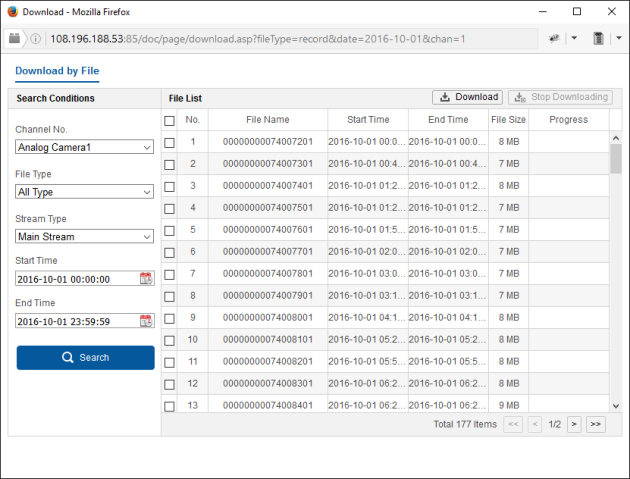 Download - Mozilla Firefox
108.196.188.53:85/doc/page/download.asp?fileType=record&date=2016-10-01&chan=1
Download by File
Search Conditions
Channel No.
Analog Camera1
File Type
All Type
Stream Type
Main Stream
Start Time
2016-10-01 00:00:00
End Time
2016-10-01 23:59:59
Search
File List Download Stop Downloading
No. File Name Start Time End Time File Size Progress
1 00000000074007201 2016-10-01 00:0... 2016-10-01 00:0... 8 MB
2 00000000074007301 2016-10-01 00:4... 2016-10-01 00:4... 7 MB
3 00000000074007401 2016-10-01 01:2... 2016-10-01 01:2... 8 MB
4 00000000074007501 2016-10-01 01:2... 2016-10-01 01:2... 7 MB
5 00000000074007601 2016-10-01 01:5... 2016-10-01 01:5... 7 MB
6 00000000074007701 2016-10-01 02:0... 2016-10-01 02:0... 7 MB
7 00000000074007801 2016-10-01 03:0... 2016-10-01 03:0... 7 MB
8 00000000074007901 2016-10-01 03:1... 2016-10-01 03:1... 7 MB
9 00000000074008001 2016-10-01 04:1... 2016-10-01 04:1... 8 MB
10 00000000074008101 2016-10-01 05:2... 2016-10-01 05:2... 8 MB
11 00000000074008201 2016-10-01 05:5... 2016-10-01 05:5... 8 MB
12 00000000074008301 2016-10-01 06:2... 2016-10-01 06:2... 8 MB
13 00000000074008401 2016-10-01 06:2... 2016-10-01 06:2... 9 MB
Total 177 Items << < 1/2 > >>